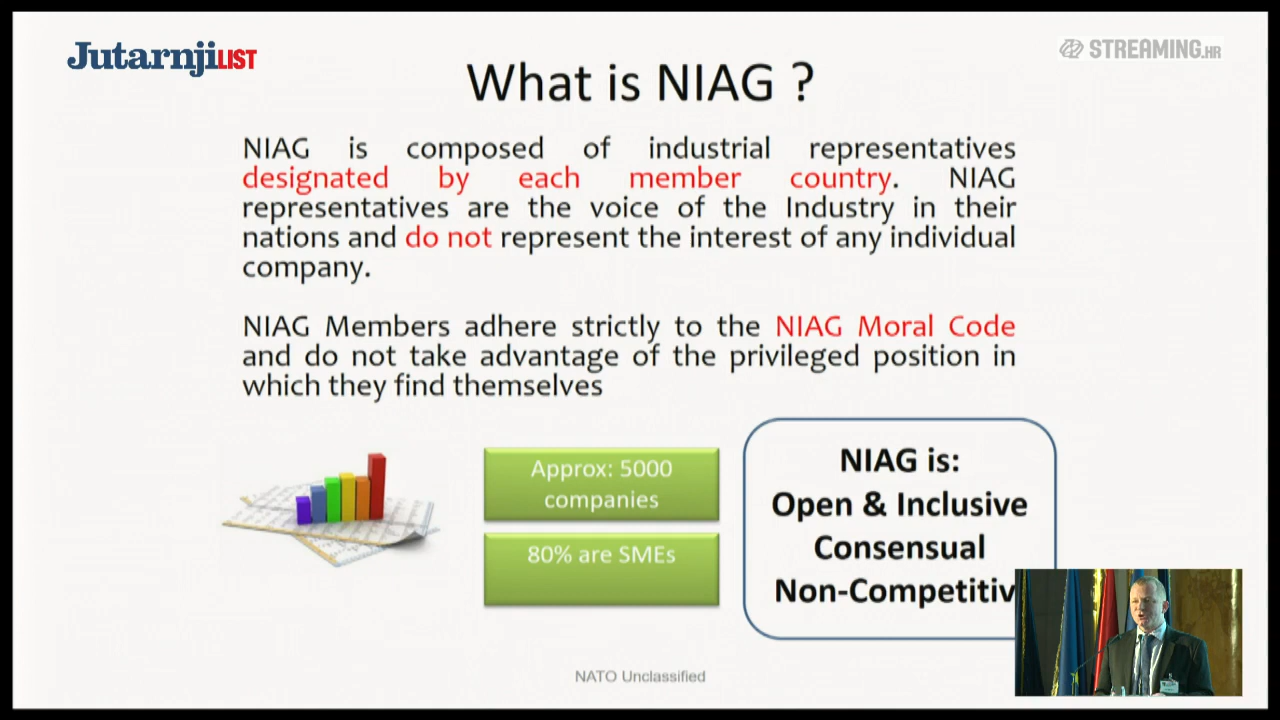 Jutarnji LIST
STREAMING.HR
What is NIAG ?
NIAG is composed of industrial representatives
designated by each member country. NIAG
representatives are the voice of the Industry in their
nations and do not represent the interest of any individual
company.
NIAG Members adhere strictly to the NIAG Moral Code
and do not take advantage of the privileged position in
which they find themselves
Approx: 5000
companies
80% are SMEs
NIAG is:
Open & Inclusive
Consensual
Non-Competitiv
NATO Unclassified